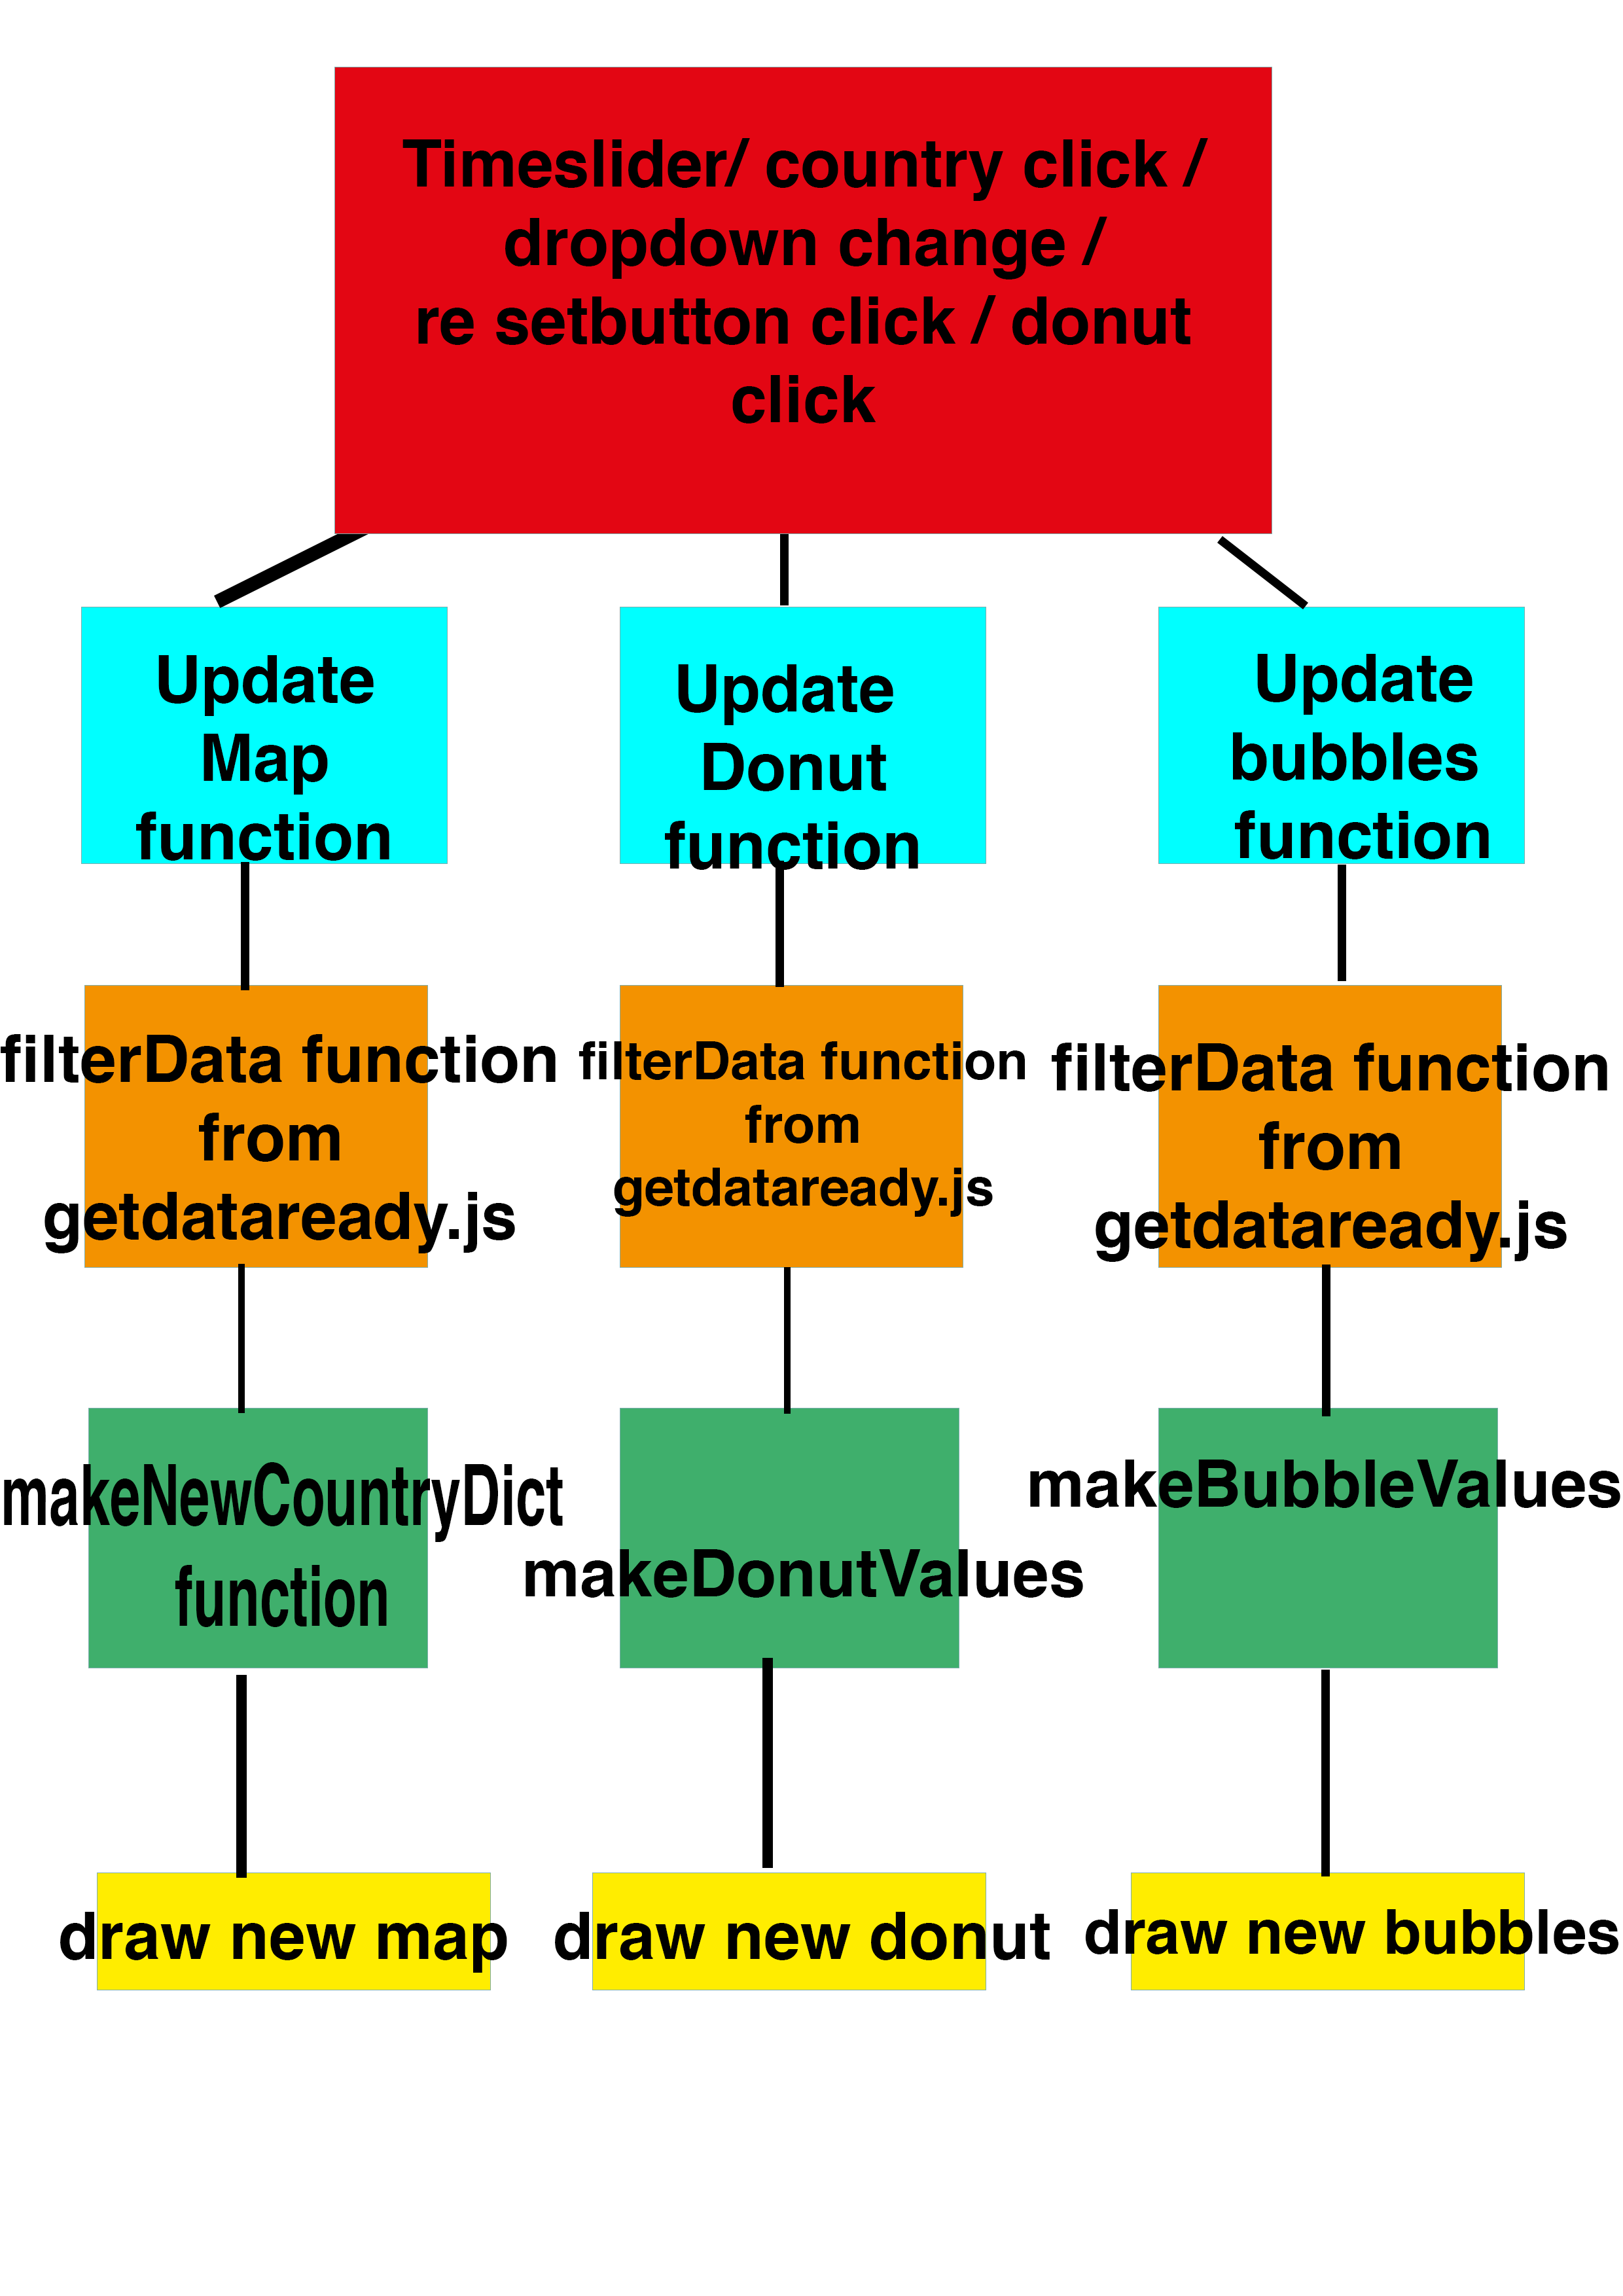 Timeslider/ country click /
dropdown change /
re setbutton click / donut
click
Update
Map
function
Update
Donut
function
Update
bubbles
function
filterData function
from
getdataready.js
filterData function
from
getdataready.js
filterData function
from
getdataready.js
makeNewCountryDict
function
makeDonutValues
makeBubbleValues
draw new map
draw new donut
draw new bubbles